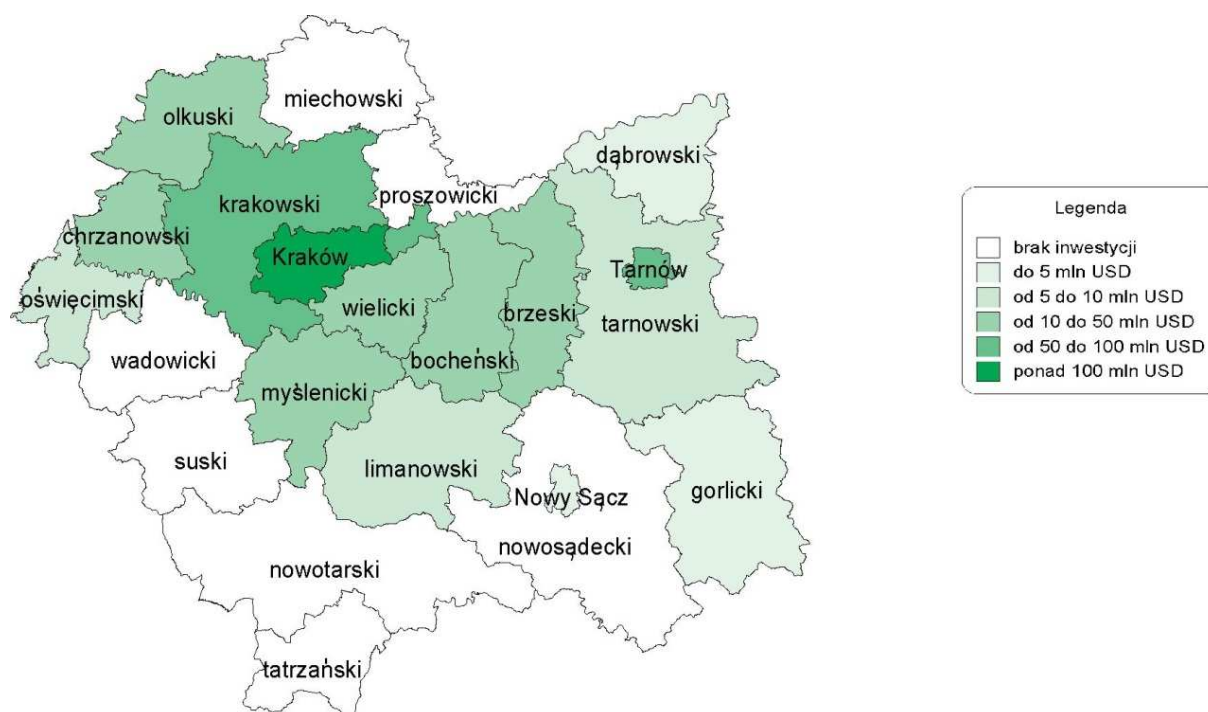 miechowski
olkuski
dąbrowski
proszowicki
krakowski
chrzanowski
Kraków
Tarnów
oświęcimski
wielicki
brzeski
tarnowski
wadowicki
bocheński
myślenicki
suski
limanowski
gorlicki
Nowy Sącz
nowosądecki
nowotarski
tatrzański
Legenda
brak inwestycji
do 5 mln USD
od 5 do 10 mln USD
od 10 do 50 mln USD
od 50 do 100 mln USD
ponad 100 mln USD